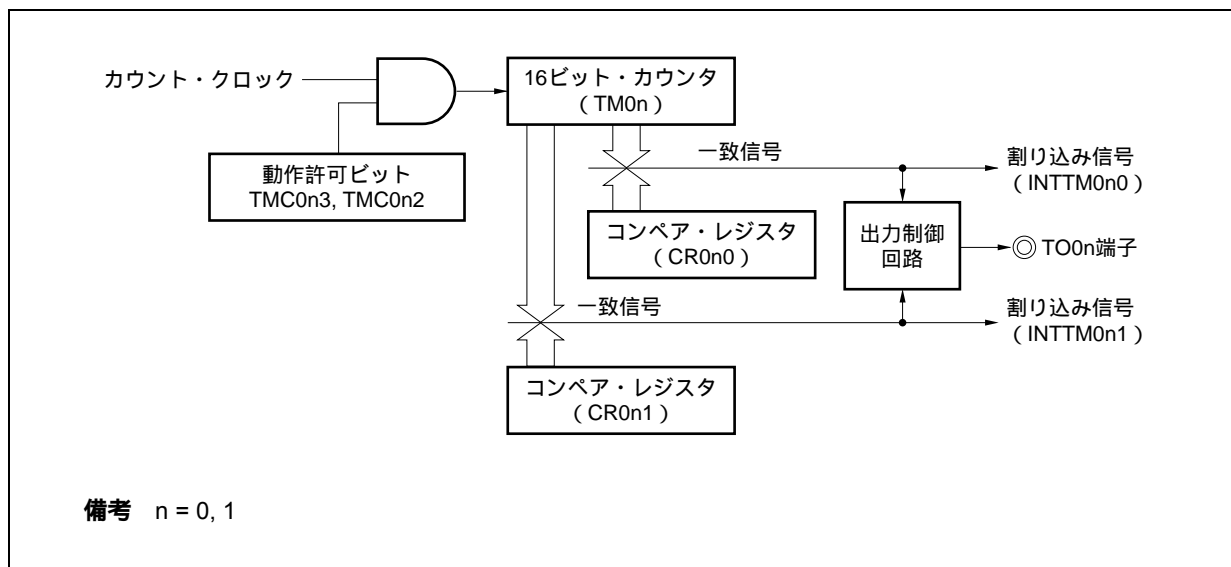 カウント・クロック
16ビット・カウンタ
（TM0n）
動作許可ビット
TMC0n3, TMC0n2
一致信号
割り込み信号
（INTTM0n0）
コンペア・レジスタ
（CR0n0）
出力制御
回路
TO0n端子
一致信号
割り込み信号
（INTTM0n1）
コンペア・レジスタ
（CR0n1）
備考 n = 0, 1